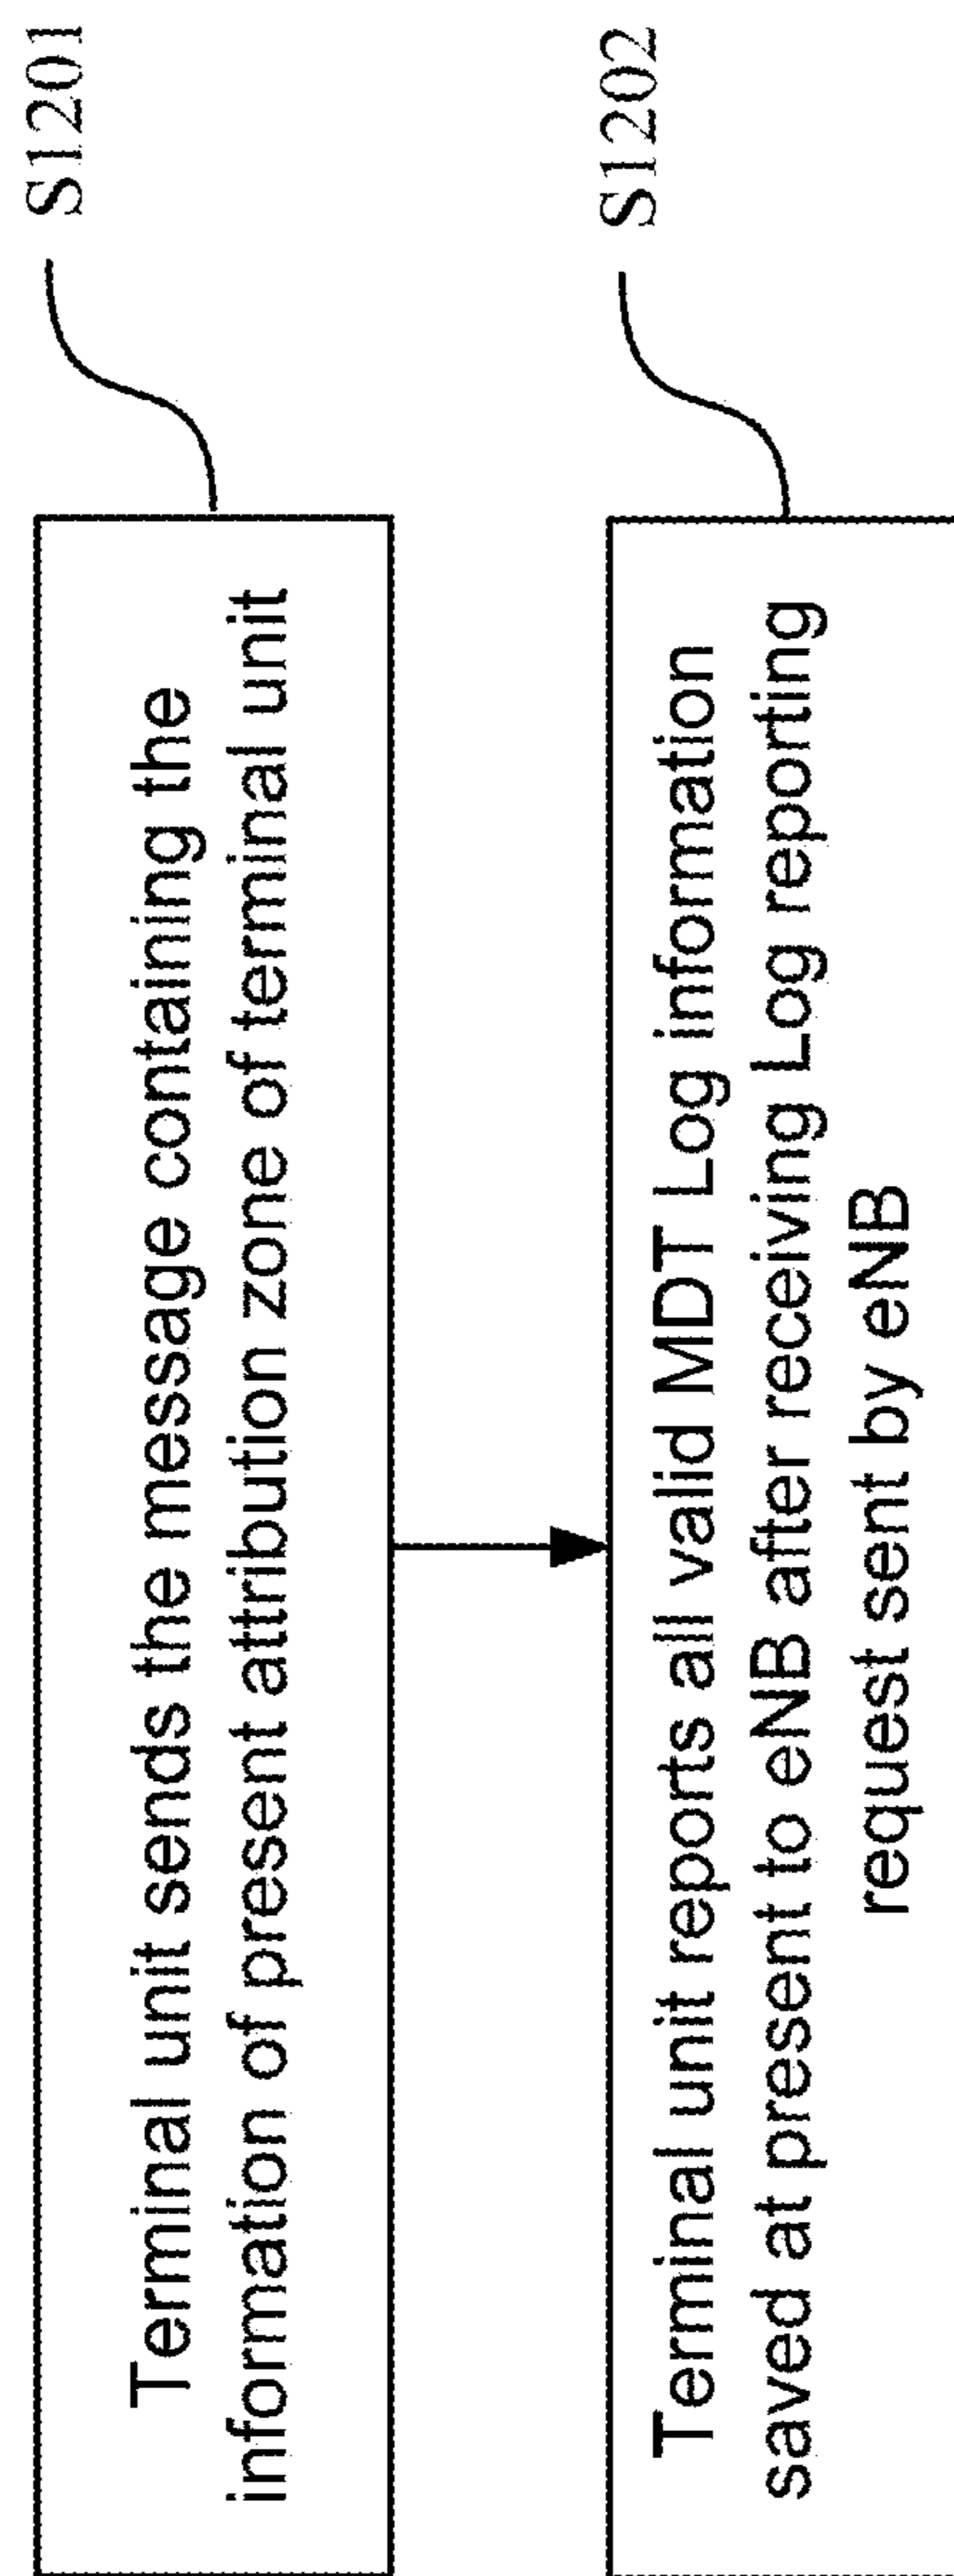 Terminal unit sends the message containing the
information of present attribution zone of terminal unit
S1201
Terminal unit reports all valid MDT Log information
saved at present to eNB after receiving Log reporting
request sent by eNB
S1202